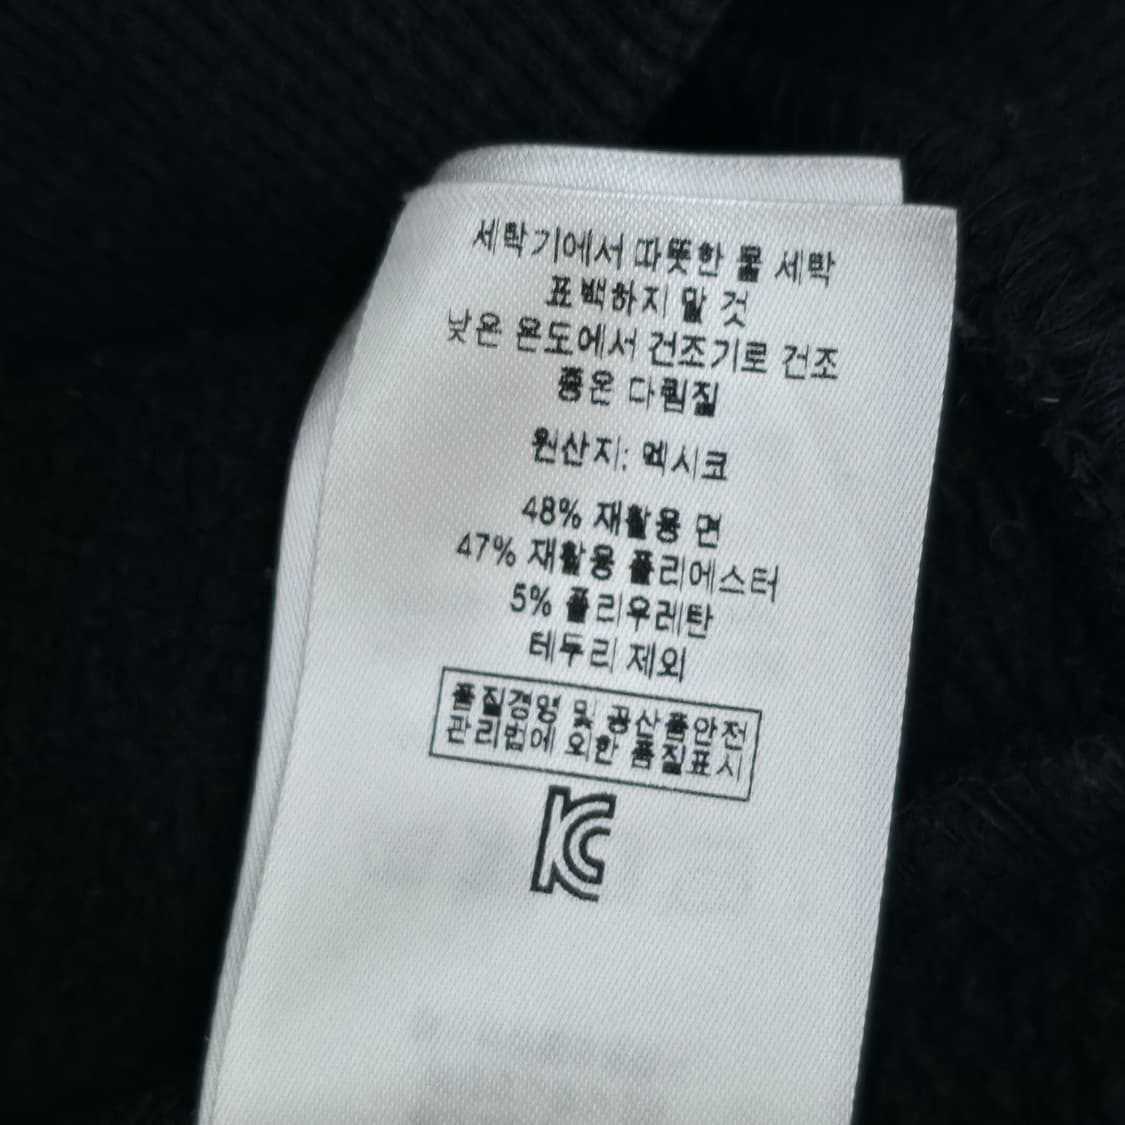 세탁기에서 따뜻한 물 세탁
표백하지 말 것
낮은 온도에서 건조기로 건조
중온 다림질
원산지: 멕시코
48% 재활용 면
47% 재활용 폴리에스터
5% 폴리우레탄
테두리 제외
품질경영 및 공산품안전
관리법에 의한 품질표시
KC